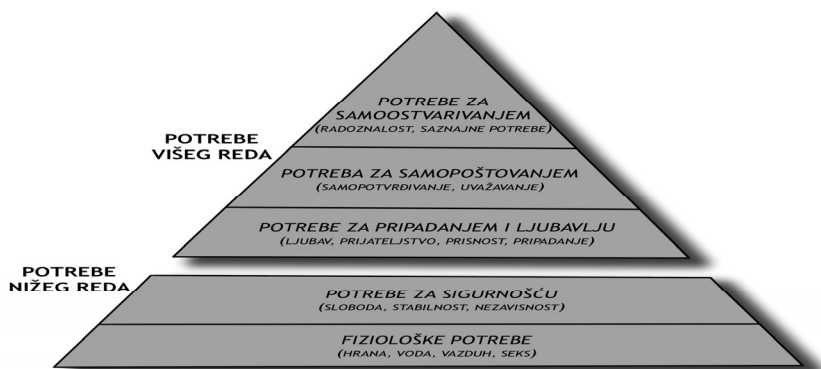 POTREBE ZA
SAMOOSTVARIVANJEM
(RADOZNALOST, SAZNAJNE POTREBE)
POTREBE
VIŠEG REDA
POTREBA ZA SAMOPOŠTOVANJEM
(SAMOPOTVRĐIVANJE, UVAŽAVANJE)
POTREBE ZA PRIPADANJEM I LJUBAVLJU
(LJUBAV, PRIJATELJSTVO, PRISNOST, PRIPADANJE)
POTREBE
NIŽEG REDA
POTREBE ZA SIGURNOŠĆU
(SLOBODA, STABILNOST, NEZAVISNOST)
FIZIOLOŠKE POTREBE
(HRANA, VODA, VAZDUH, SEKS)